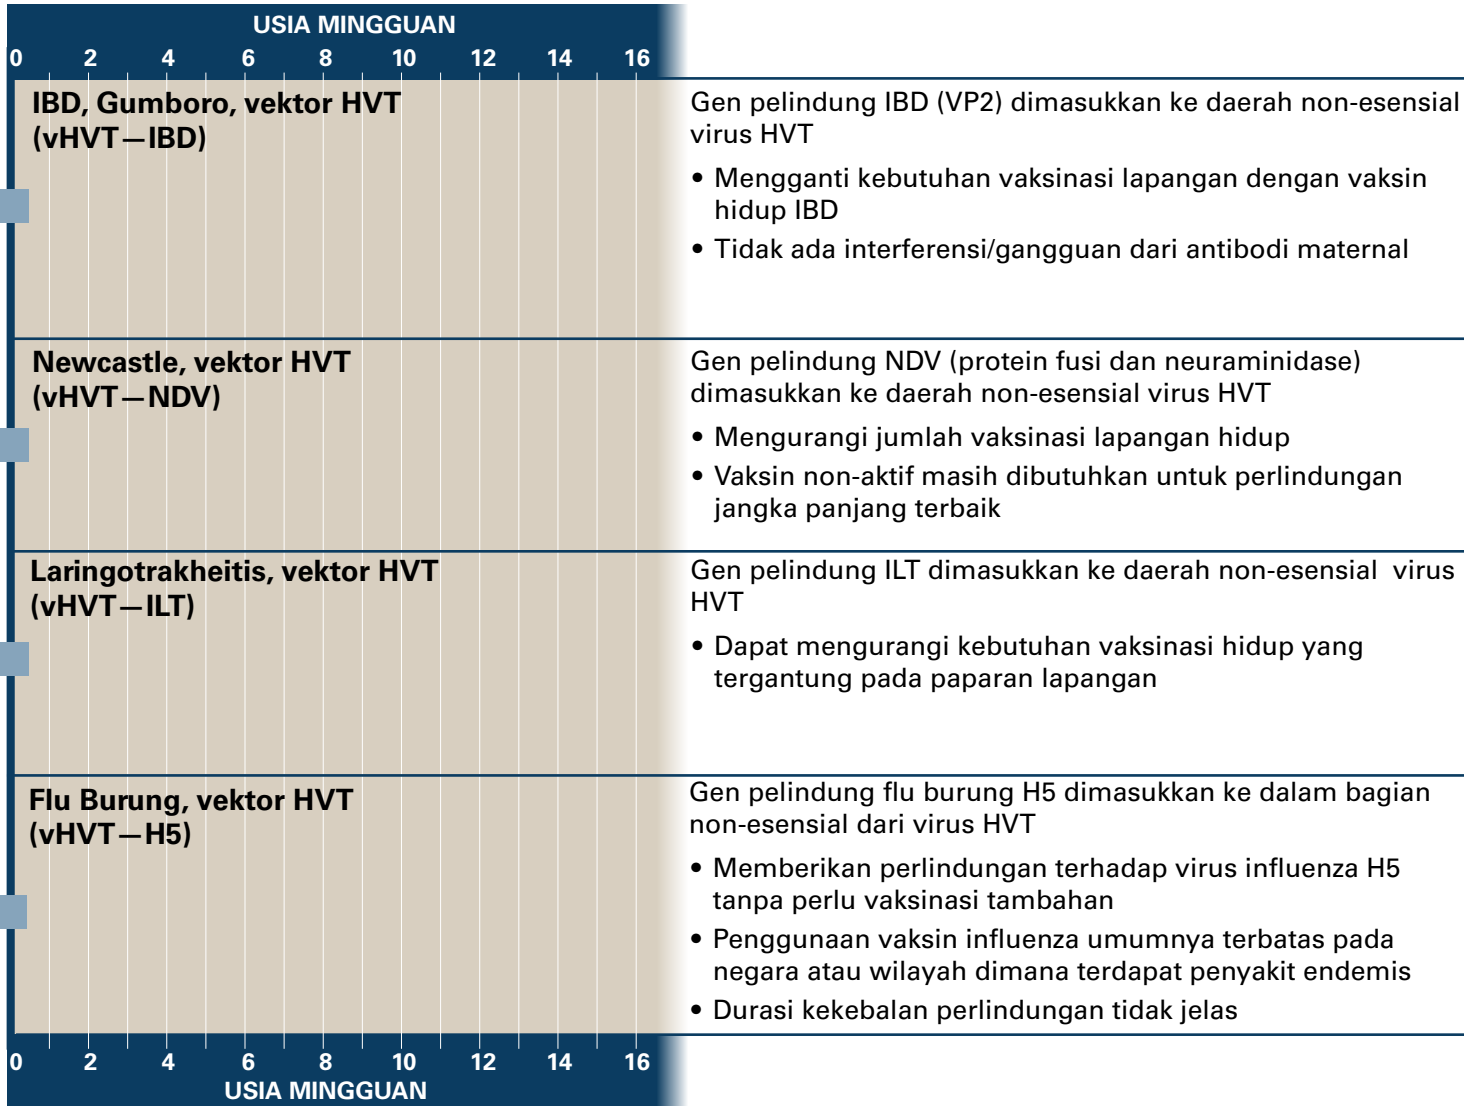 USIA MINGGUAN
0 2 4 6 8 10 12 14 16
IBD, Gumboro, vektor HVT
(vHVT—IBD)
Gen pelindung IBD (VP2) dimasukkan ke daerah non-esensial
virus HVT
• Mengganti kebutuhan vaksinasi lapangan dengan vaksin
hidup IBD
• Tidak ada interferensi/gangguan dari antibodi maternal
Newcastle, vektor HVT
(vHVT—NDV)
Gen pelindung NDV (protein fusi dan neuraminidase)
dimasukkan ke daerah non-esensial virus HVT
• Mengurangi jumlah vaksinasi lapangan hidup
• Vaksin non-aktif masih dibutuhkan untuk perlindungan
jangka panjang terbaik
Laringotrakheitis, vektor HVT
(vHVT—ILT)
Gen pelindung ILT dimasukkan ke daerah non-esensial  virus
HVT
• Dapat mengurangi kebutuhan vaksinasi hidup yang
tergantung pada paparan lapangan
Flu Burung, vektor HVT
(vHVT—H5)
Gen pelindung flu burung H5 dimasukkan ke dalam bagian
non-esensial dari virus HVT
• Memberikan perlindungan terhadap virus influenza H5
tanpa perlu vaksinasi tambahan
• Penggunaan vaksin influenza umumnya terbatas pada
negara atau wilayah dimana terdapat penyakit endemis
• Durasi kekebalan perlindungan tidak jelas
0 2 4 6 8 10 12 14 16
USIA MINGGUAN